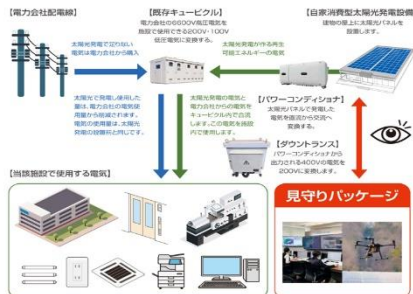 【電力会社配電線】
【既存キュービクル】
電力会社の6600V高圧電気を
施設で使用できる200V・100V
低圧電気に変換する。
【自家消費型太陽光発電設備】
建物の屋上に太陽光パネルを
設置します。
太陽光発電で足りない
電気は電力会社から購入
太陽光発電が作る再生
可能エネルギーの電気
太陽光で発電し使用した
量は、電力会社の電気使
用量から削減されます。
電気の使用量は、太陽光
発電の設置前と同じです。
太陽光発電の電気と
電力会社からの電気を
キュービクル内で合流
します。この電気を施設
内で使用します。
【パワーコンディショナ】
太陽光パネルで発電した
電気を直流から交流へ
変換する。
【ダウントランス】
パワーコンディショナから
出力される400Vの電気を
200Vに変換します。
【当該施設で使用する電気】
見守りパッケージ